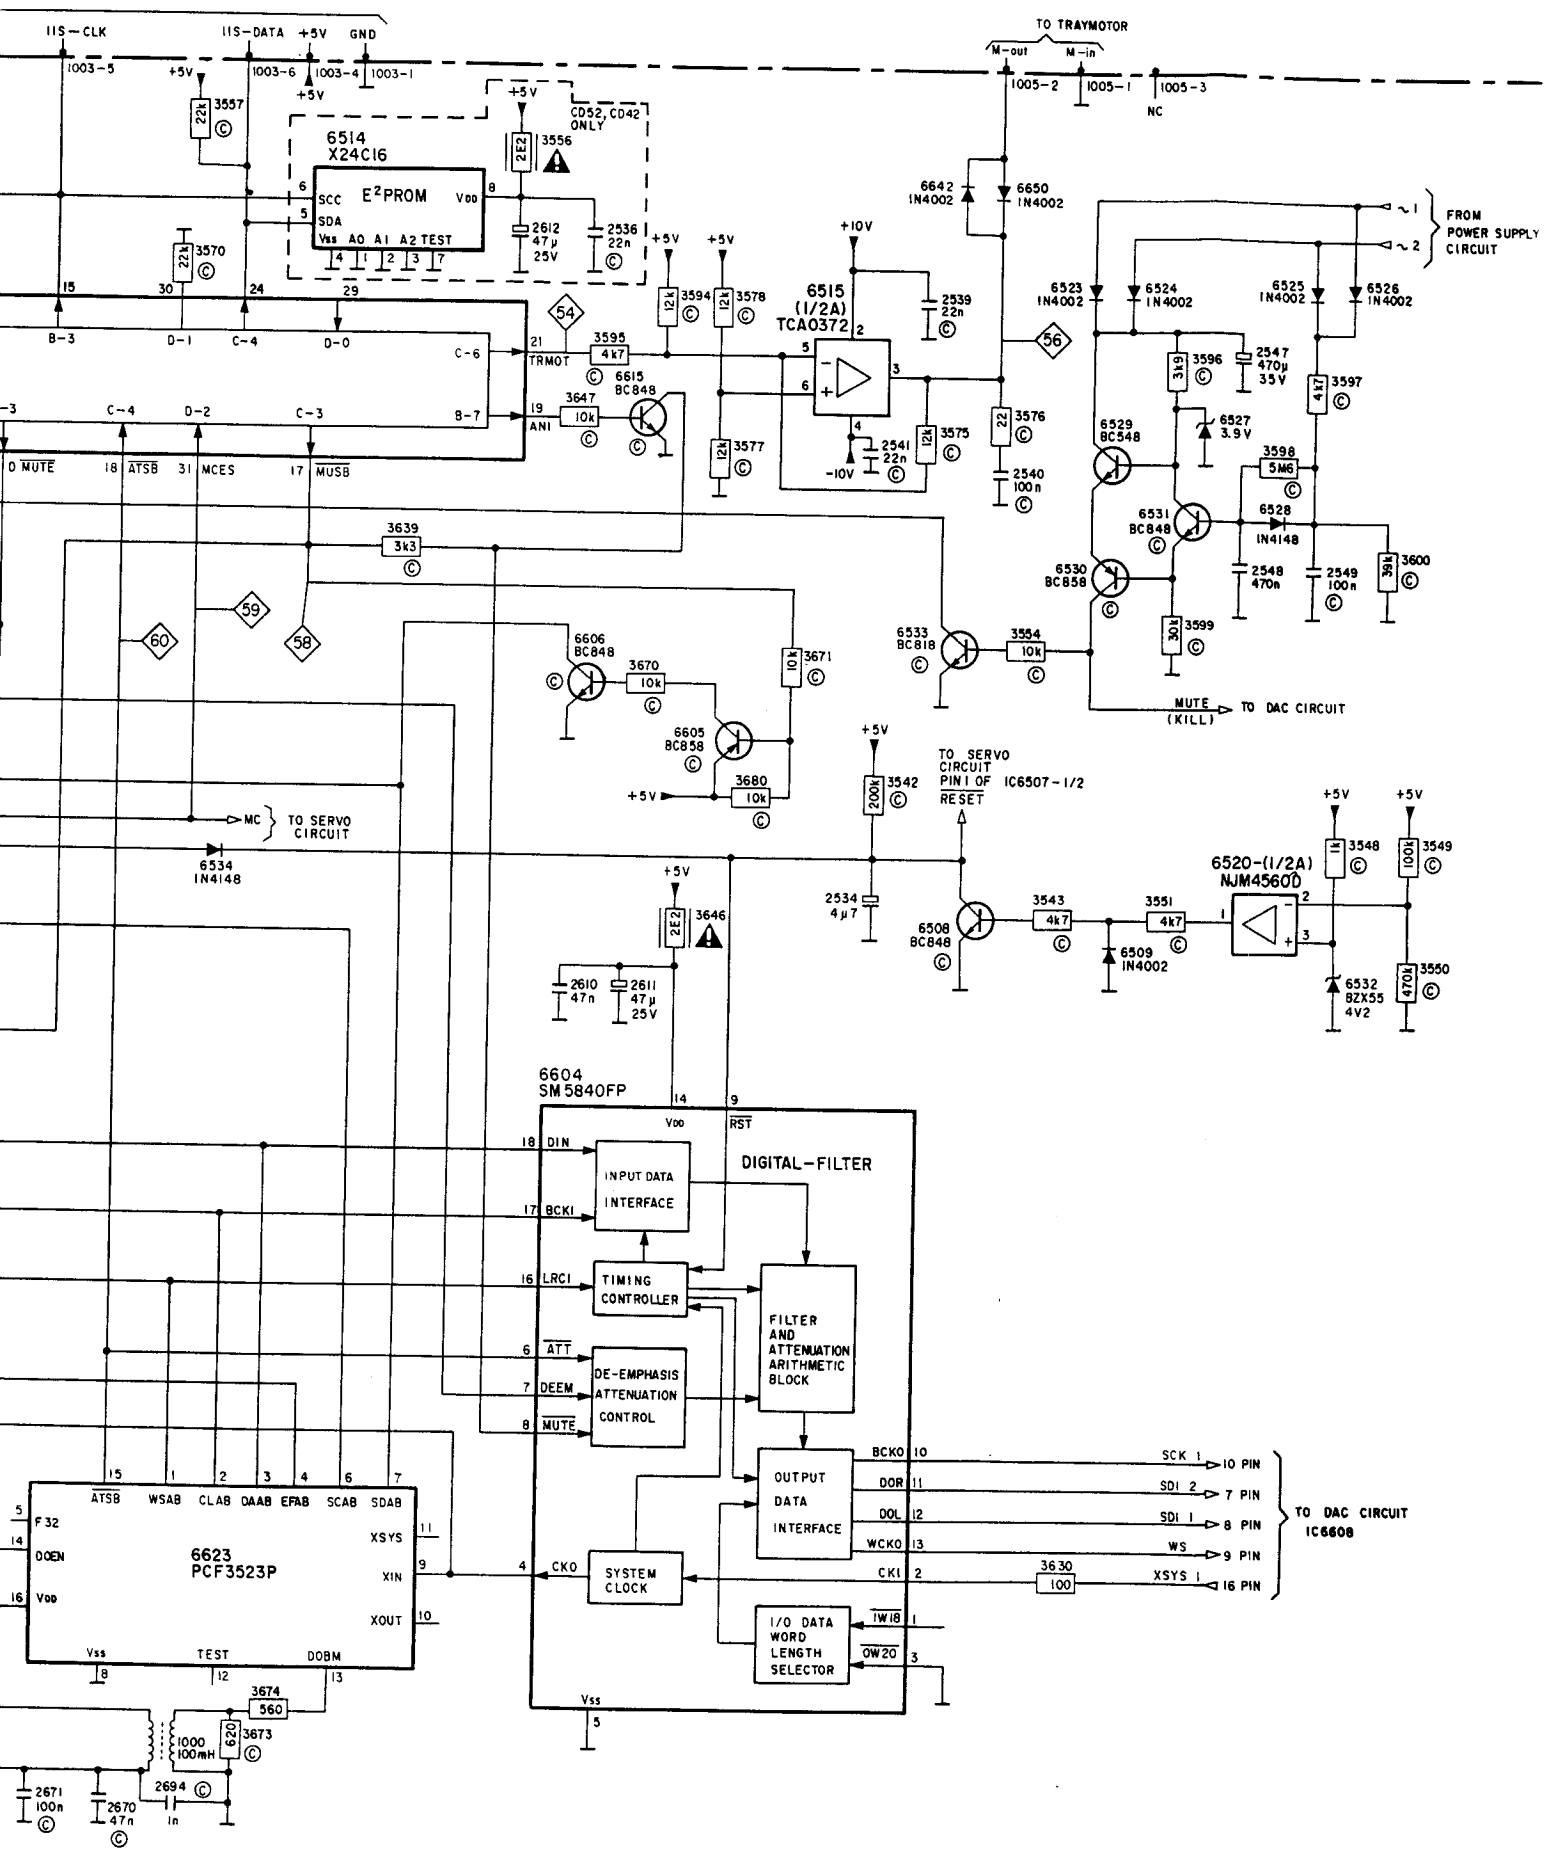 IIS-CLK
IIS-DATA
+5V
GND
TO TRAYMOTOR
M-out
M-in
1003-5
+5V
1003-6
1003-4
1003-1
+5V
1005-2
1005-1
1005-3
NC
22k
3557
C
+5V
CD52, CD42
ONLY
6514
X24C16
2E2
3556
6
SCC
E²PROM
VDD
8
5
SDA
Vss A0 A1 A2 TEST
4
1
2
3
7
2612
47µ
25V
2536
22n
C
22k
3570
C
6642
1N4002
6650
1N4002
~1
~2
FROM
POWER SUPPLY
CIRCUIT
+10V
+5V
+5V
15
30
24
29
B-3
D-1
C-4
D-0
54
12k
3594
C
12k
3578
C
6515
(1/2A)
TCA0372
2
2539
22n
C
6523
1N4002
6524
1N4002
6525
1N4002
6526
1N4002
C-6
21
TRMOT
3595
4k7
C
5
-
6
+
3
4
56
3k9
3596
C
2547
470µ
35V
4k7
3597
C
-3
C-4
D-2
C-3
B-7
19
ANI
3647
10k
C
6615
BC848
C
12k
3577
C
-10V
2541
22n
C
12k
3575
C
22
3576
C
2540
100n
C
6529
BC548
6527
3.9V
3598
5M6
C
0 MUTE
18
ATSB
31
MCES
17
MUSB
6531
BC848
C
6528
1N4148
3639
3k3
C
6530
BC858
C
2548
470n
2549
100n
C
39k
3600
C
59
60
58
6606
BC848
C
3670
10k
C
10k
3671
C
6533
BC818
C
3554
10k
C
30k
3599
C
6605
BC858
C
MUTE
(KILL)
TO DAC CIRCUIT
+5V
3680
10k
C
+5V
200k
3542
C
TO SERVO
CIRCUIT
PIN 1 OF IC6507-1/2
RESET
MC
TO SERVO
CIRCUIT
6534
1N4148
+5V
2E2
3646
2534
4µ7
6508
BC848
C
3543
4k7
C
6509
1N4002
3551
4k7
C
6520-(1/2A)
NJM4560D
1
2
-
3
+
+5V
1k
3548
C
+5V
100k
3549
C
6532
BZX55
4V2
470k
3550
C
2610
47n
2611
47µ
25V
6604
SM5840FP
14
VDD
9
RST
DIGITAL-FILTER
18
DIN
INPUT DATA
INTERFACE
17
BCKI
16
LRCI
TIMING
CONTROLLER
FILTER
AND
ATTENUATION
ARITHMETIC
BLOCK
6
ATT
7
DEEM
8
MUTE
DE-EMPHASIS
ATTENUATION
CONTROL
OUTPUT
DATA
INTERFACE
BCKO
10
SCK 1
10 PIN
DOR
11
SDI 2
7 PIN
DOL
12
SDI 1
8 PIN
WCKO
13
WS
9 PIN
CKI
2
3630
100
XSYS 1
16 PIN
TO DAC CIRCUIT
IC6608
4
CKO
SYSTEM
CLOCK
I/O DATA
WORD
LENGTH
SELECTOR
IW18
1
OW20
3
Vss
5
15
1
2
3
4
6
7
ATSB
WSAB
CLAB
DAAB
EFAB
SCAB
SDAB
5
F32
14
DOEN
16
VDD
6623
PCF3523P
XSYS
11
XIN
9
XOUT
10
Vss
8
TEST
12
DOBM
13
3674
560
620
3673
C
1000
100mH
2671
100n
C
2670
47n
C
2694
C
1n